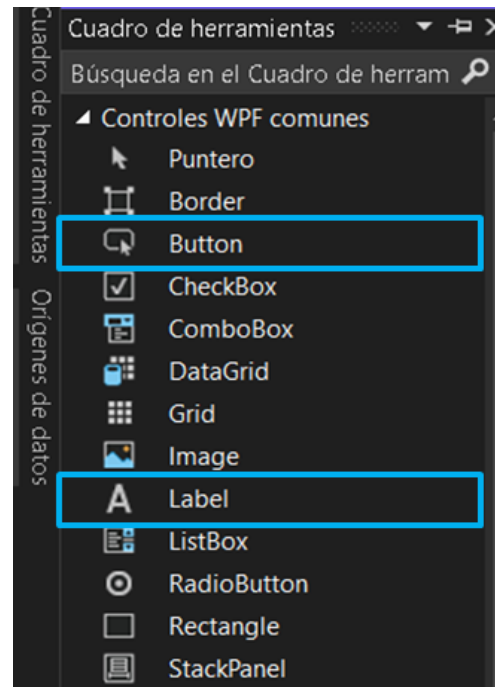 Cuadro de herramientas
Orígenes de datos
Cuadro de herramientas
Búsqueda en el Cuadro de herram
Controles WPF comunes
Puntero
Border
Button
CheckBox
ComboBox
DataGrid
Grid
Image
A Label
ListBox
RadioButton
Rectangle
StackPanel